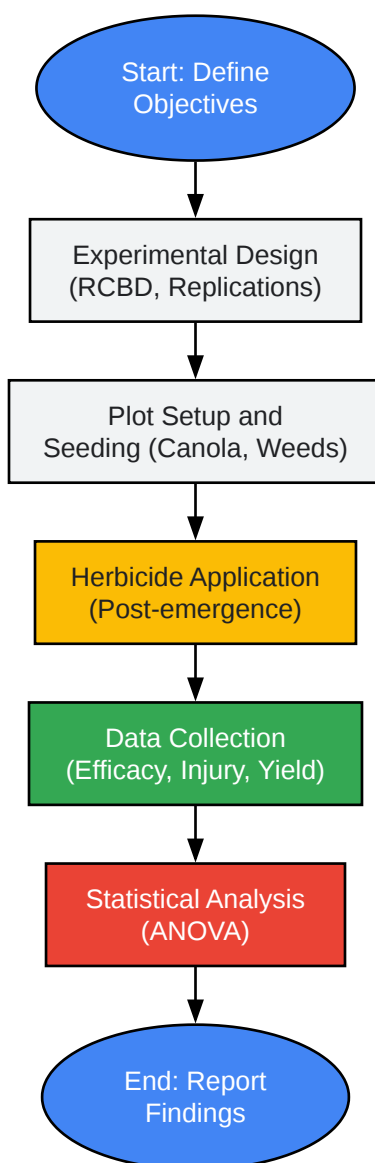 Start: Define
Objectives
Experimental Design
(RCBD, Replications)
Plot Setup and
Seeding (Canola, Weeds)
Herbicide Application
(Post-emergence)
Data Collection
(Efficacy, Injury, Yield)
Statistical Analysis
(ANOVA)
End: Report
Findings